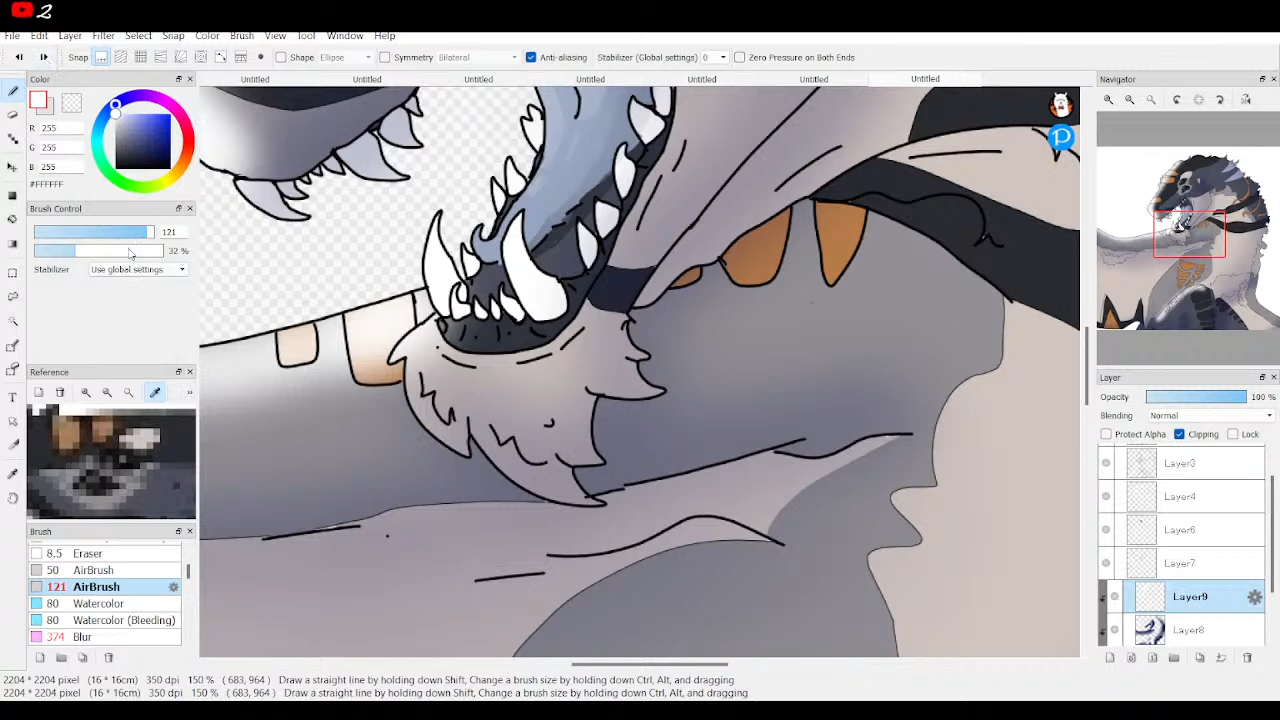 2
File Edit Layer Filter Select Snap Color Brush View Tool Window Help
Snap Shape Ellipse Symmetry Bilateral Anti-aliasing Stabilizer (Global settings) 0 Zero Pressure on Both Ends
Color
Untitled Untitled Untitled Untitled Untitled Untitled Untitled
Navigator
R 255
G 255
B 255
#FFFFFF
Brush Control
121
32 %
Stabilizer Use global settings
Reference
Layer
Opacity 100 %
Blending Normal
Protect Alpha Clipping Lock
Layer3
Layer4
Layer6
Layer7
Layer9
Layer8
Brush
8.5 Eraser
50 AirBrush
121 AirBrush
80 Watercolor
80 Watercolor (Bleeding)
374 Blur
2204 * 2204 pixel (16 * 16cm) 350 dpi 150 % ( 683, 964 ) Draw a straight line by holding down Shift, Change a brush size by holding down Ctrl, Alt, and dragging
2204 * 2204 pixel (16 * 16cm) 350 dpi 150 % ( 683, 964 ) Draw a straight line by holding down Shift, Change a brush size by holding down Ctrl, Alt, and dragging